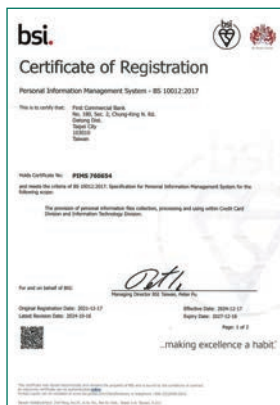 bsi.
Certificate of Registration
Personal Information Management System - BS 10012:2017
This is to certify that:
First Commercial Bank
No. 180, Sec. 2, Chung-King N. Rd.
Datong Dist.
Taipei City
103010
Taiwan
Holds Certificate No:
PIMS 760654
and meets the criteria of BS 10012:2017. Specification for Personal Information Management System for the
following scope:
The provision of personal information files collection, processing and using within Credit Card
Division and Information Technology Division.
For and on behalf of BSI:
Managing Director BSI Taiwan, Peter Pu
Original Registration Date: 2021-12-17
Effective Date: 2024-12-17
Latest Revision Date: 2024-10-16
Expiry Date: 2027-12-16
Page: 1 of 2
...making excellence a habit.